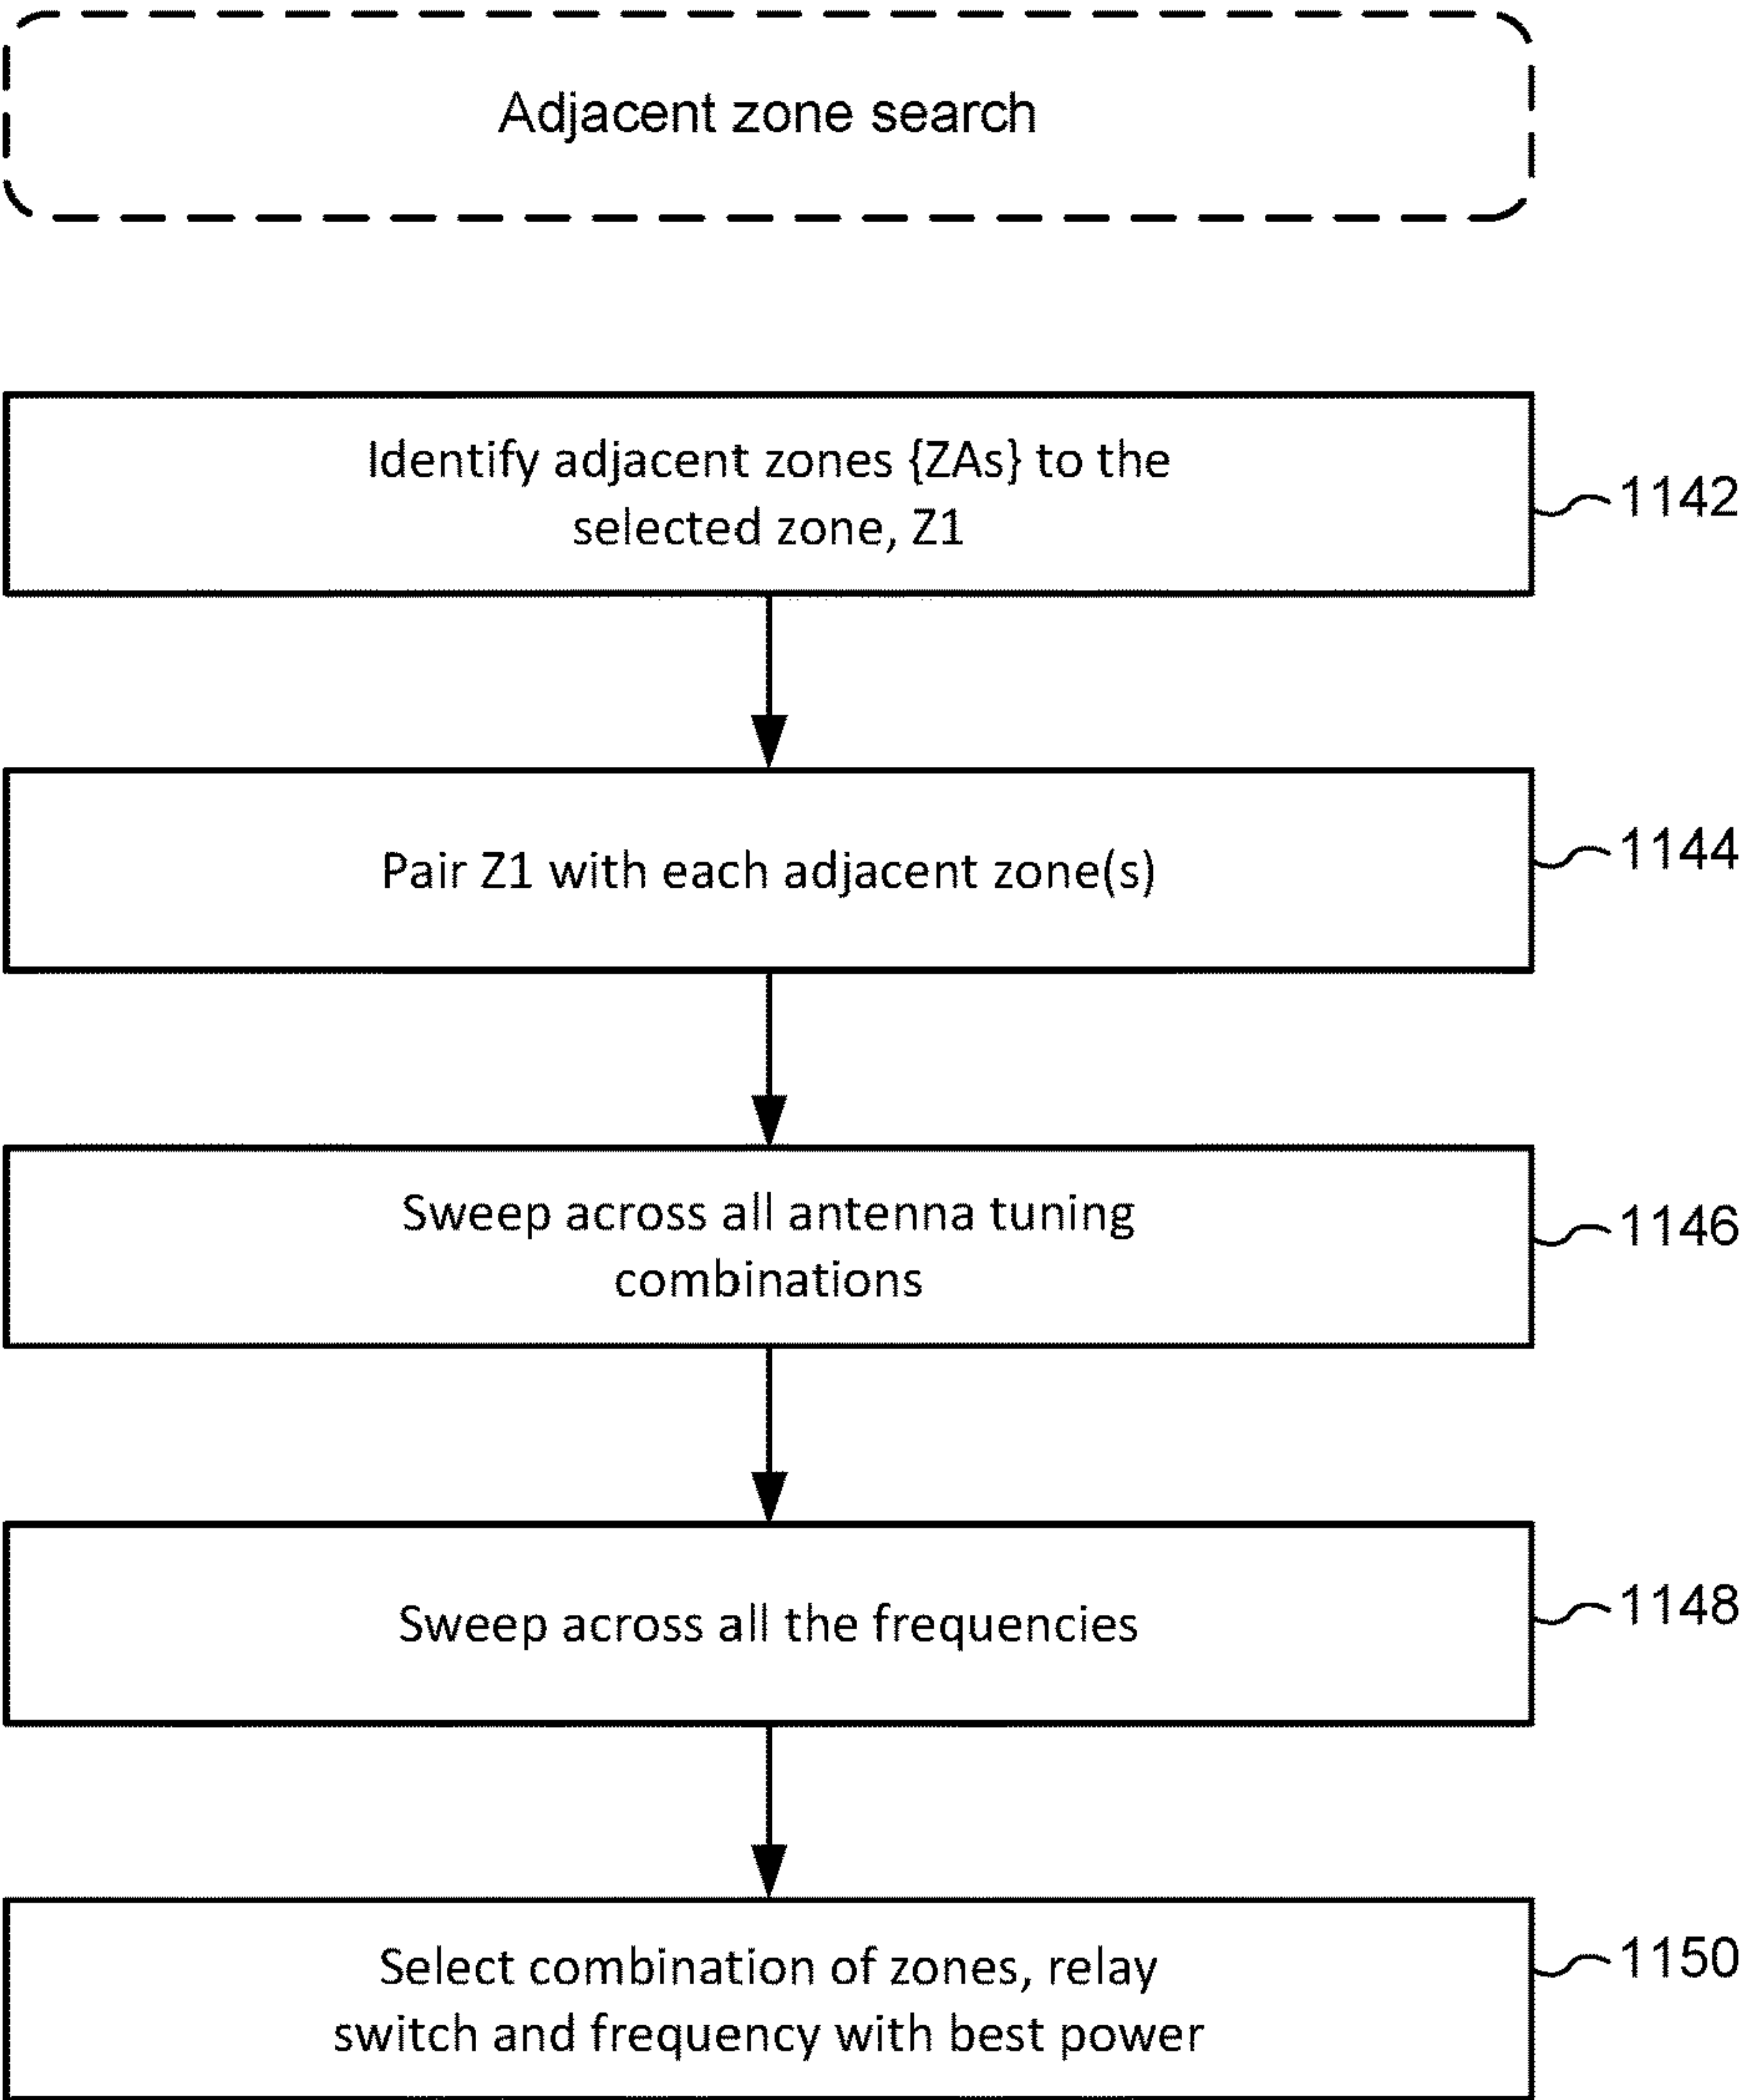 Adjacent zone search
Identify adjacent zones {ZAs} to the
selected zone, Z1
1142
Pair Z1 with each adjacent zone(s)
1144
Sweep across all antenna tuning
combinations
1146
Sweep across all the frequencies
1148
Select combination of zones, relay
switch and frequency with best power
1150